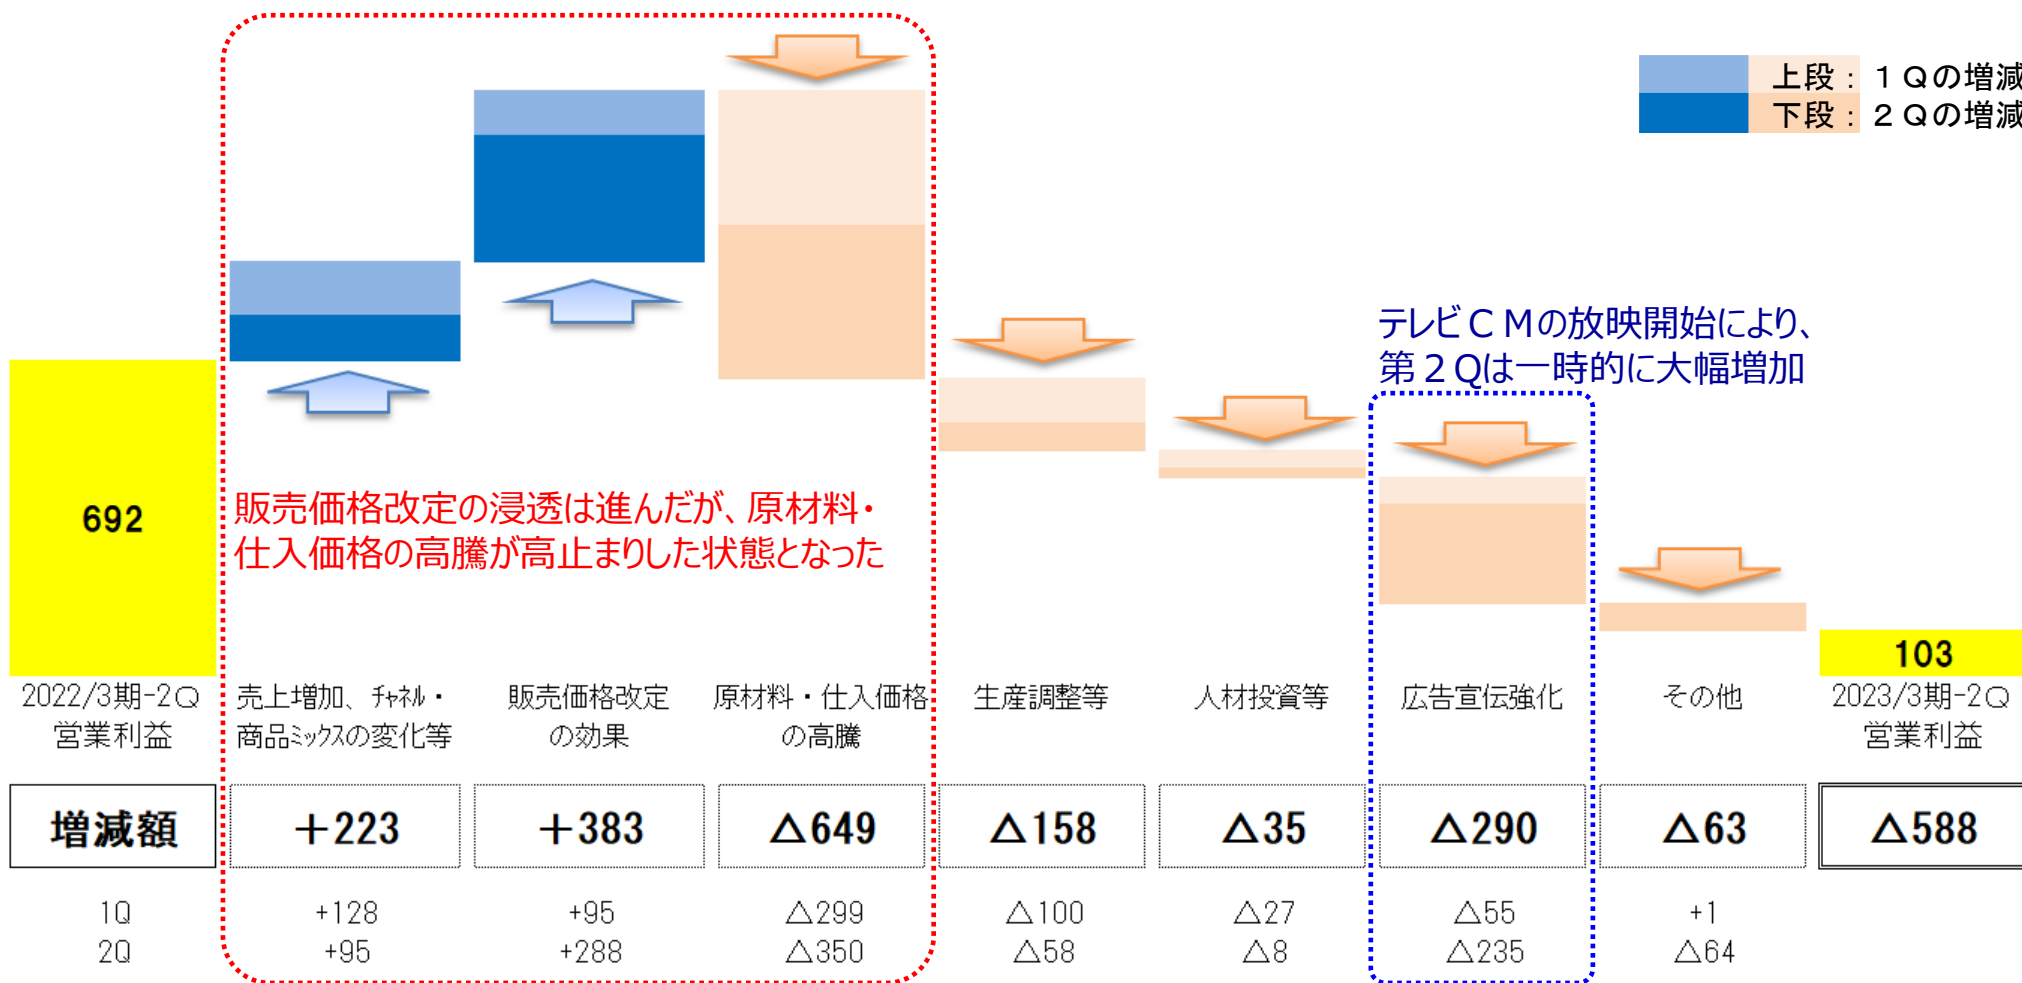 上段：１Ｑの増減
下段：２Ｑの増減
テレビＣＭの放映開始により、
第２Qは一時的に大幅増加
692
販売価格改定の浸透は進んだが、原材料・
仕入価格の高騰が高止まりした状態となった
103
2022/3期-2Q
営業利益
売上増加、ﾁｬﾈﾙ・
商品ﾐｯｸｽの変化等
販売価格改定
の効果
原材料・仕入価格
の高騰
生産調整等
人材投資等
広告宣伝強化
その他
2023/3期-2Q
営業利益
増減額 ＋223 ＋383 △649 △158 △35 △290 △63 △588
1Q +128 +95 △299 △100 △27 △55 +1
2Q +95 +288 △350 △58 △8 △235 △64